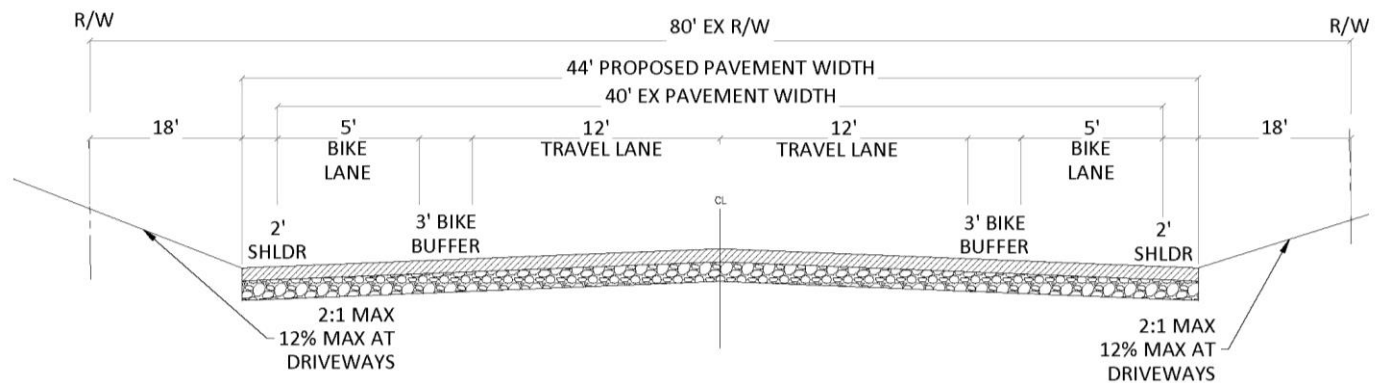 R/W
R/W
80' EX R/W
44' PROPOSED PAVEMENT WIDTH
40' EX PAVEMENT WIDTH
18'
5'
BIKE
LANE
12'
TRAVEL LANE
12'
TRAVEL LANE
5'
BIKE
LANE
18'
2'
SHLDR
3' BIKE
BUFFER
CL
3' BIKE
BUFFER
2'
SHLDR
2:1 MAX
12% MAX AT
DRIVEWAYS
2:1 MAX
12% MAX AT
DRIVEWAYS